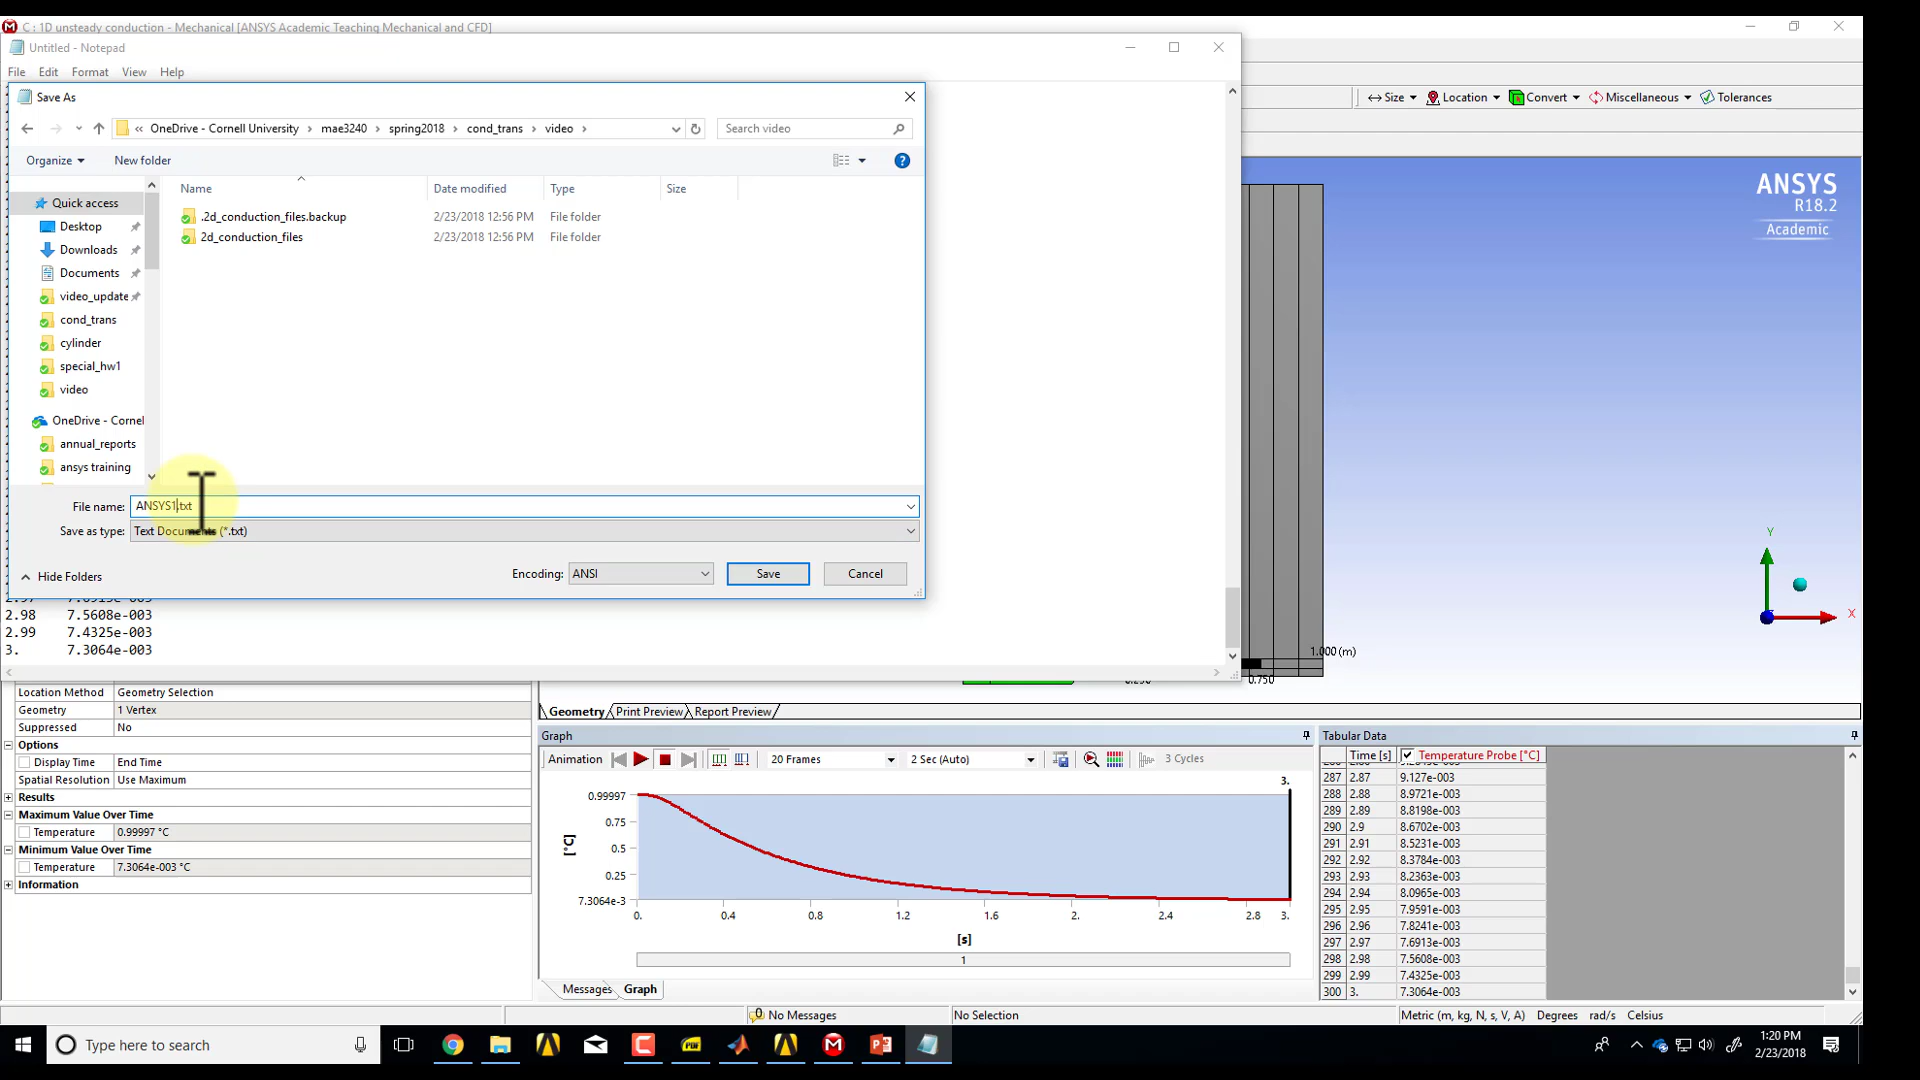 C : 1D unsteady conduction - Mechanical [ANSYS Academic Teaching Mechanical and CFD]
Untitled - Notepad
File Edit Format View Help
Size Location Convert Miscellaneous Tolerances
Save As
« OneDrive - Cornell University › mae3240 › spring2018 › cond_trans › video ›
Search video
Organize New folder
Name Date modified Type Size
.2d_conduction_files.backup 2/23/2018 12:56 PM File folder
2d_conduction_files 2/23/2018 12:56 PM File folder
Quick access
Desktop
Downloads
Documents
video_update
cond_trans
cylinder
special_hw1
video
OneDrive - Cornel
annual_reports
ansys training
File name: ANSYS1.txt
Save as type: Text Documents (*.txt)
Hide Folders
Encoding: ANSI
Save
Cancel
2.98 7.5608e-003
2.99 7.4325e-003
3. 7.3064e-003
ANSYS
R18.2
Academic
Y
X
1.000 (m)
0.250
0.750
Location Method Geometry Selection
Geometry 1 Vertex
Suppressed No
Options
Display Time End Time
Spatial Resolution Use Maximum
Results
Maximum Value Over Time
Temperature 0.99997 °C
Minimum Value Over Time
Temperature 7.3064e-003 °C
Information
Geometry Print Preview Report Preview
Graph
Animation 20 Frames 2 Sec (Auto) 3 Cycles
3.
0.99997
0.75
0.5
0.25
7.3064e-3
[°C]
0. 0.4 0.8 1.2 1.6 2. 2.4 2.8 3.
[s]
1
Messages Graph
Tabular Data
Time [s] Temperature Probe [°C]
287 2.87 9.127e-003
288 2.88 8.9721e-003
289 2.89 8.8198e-003
290 2.9 8.6702e-003
291 2.91 8.5231e-003
292 2.92 8.3784e-003
293 2.93 8.2363e-003
294 2.94 8.0965e-003
295 2.95 7.9591e-003
296 2.96 7.8241e-003
297 2.97 7.6913e-003
298 2.98 7.5608e-003
299 2.99 7.4325e-003
300 3. 7.3064e-003
0 No Messages
No Selection
Metric (m, kg, N, s, V, A) Degrees rad/s Celsius
Type here to search
PDF
1:20 PM
2/23/2018